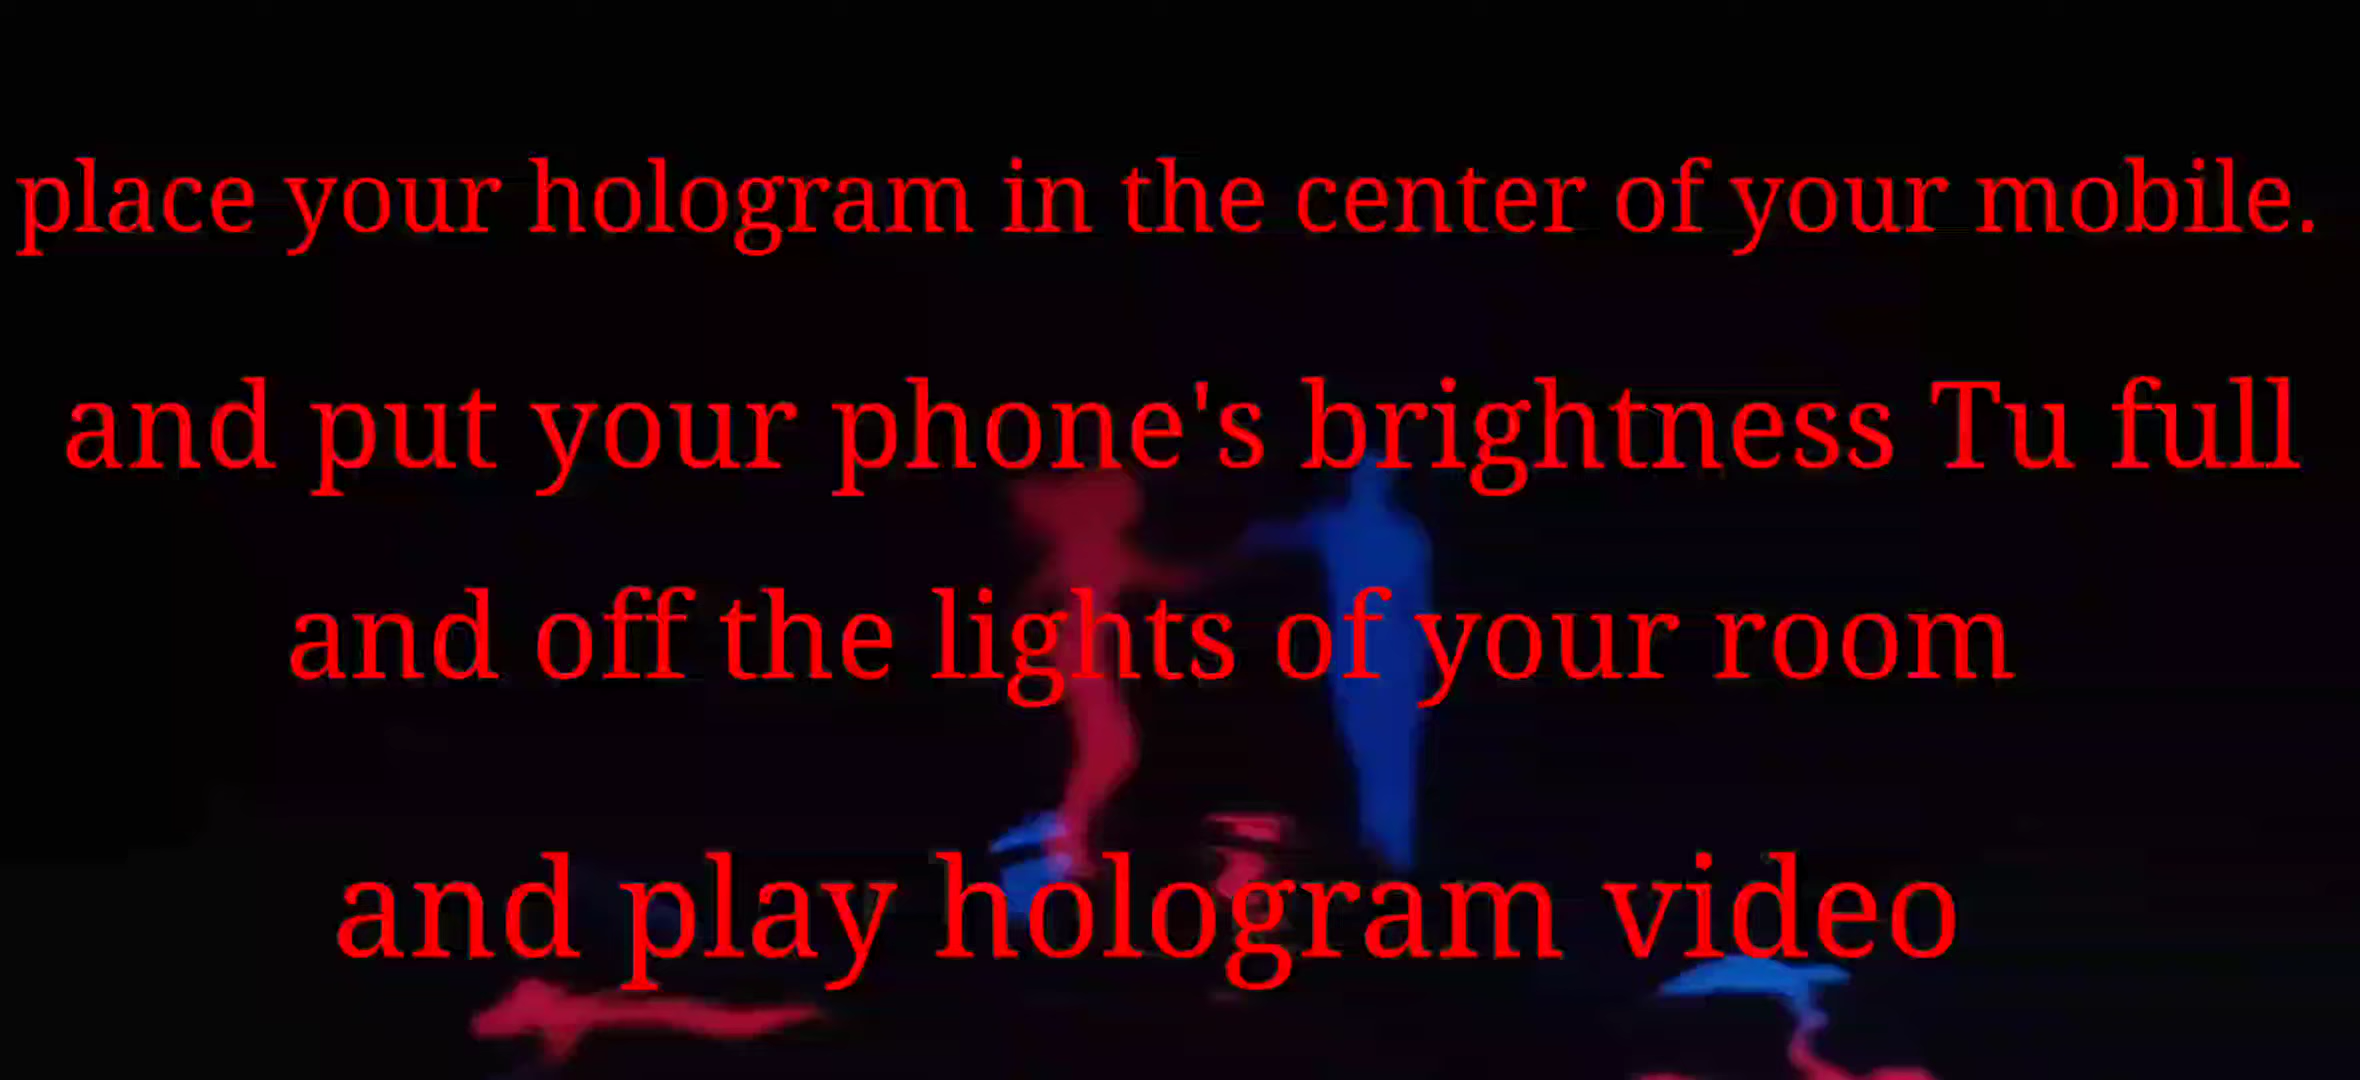 place your hologram in the center of your mobile.
and put your phone's brightness Tu full
and off the lights of your room
and play hologram video